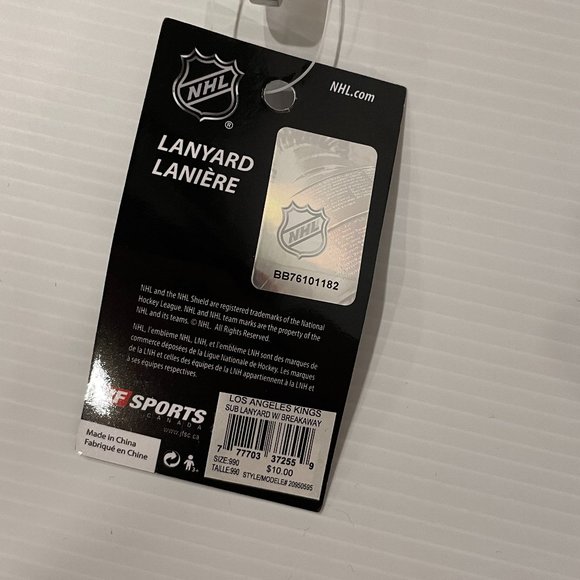 NHL
®
NHL.com
LANYARD
LANIÈRE
NHL
BB76101182
NHL and the NHL Shield are registered trademarks of the National
Hockey League. NHL and NHL team marks are the property of the
NHL and its teams. © NHL. All Rights Reserved.
NHL, l'emblème NHL, LNH, et l'emblème LNH sont des marques de
commerce déposées de la Ligue Nationale de Hockey. Les marques
de la LNH et celles des équipes de la LNH appartiennent à la LNH et
à ses équipes respectives.
SPORTS
CANADA
www.jfsc.ca
Made in China
Fabriqué en Chine
LOS ANGELES KINGS
SUB LANYARD W/ BREAKAWAY
7 77703 37255 9
SIZE:990 $10.00
TAILLE:990 STYLE/MODELE# 20950595